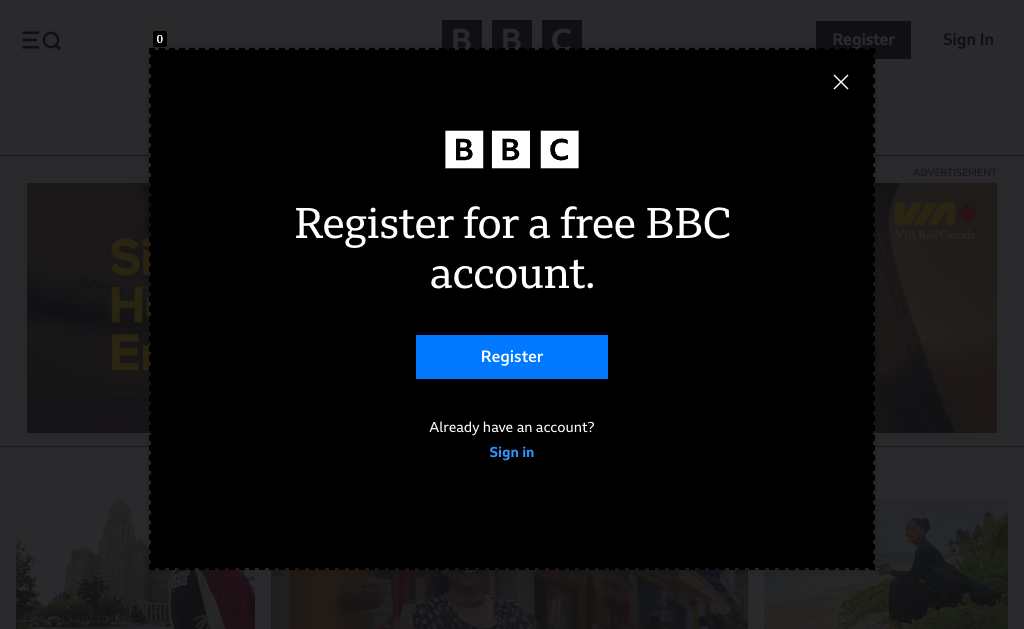 0
BBC
Register
Sign In
ADVERTISEMENT
VIA
VIA Rail Canada
BBC
Register for a free BBC
account.
Register
Already have an account?
Sign in